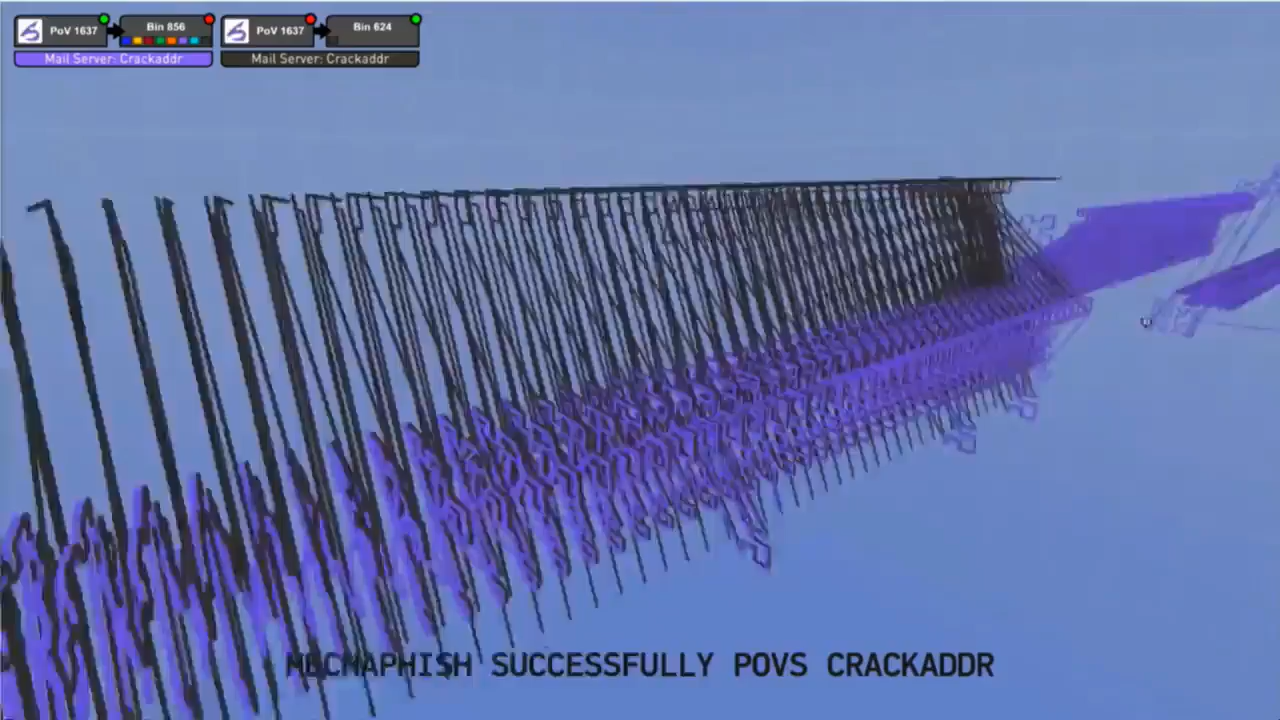 PoV 1637
Bin 856
Mail Server: Crackaddr
PoV 1637
Bin 624
Mail Server: Crackaddr
MECHAPHISH SUCCESSFULLY POVS CRACKADDR